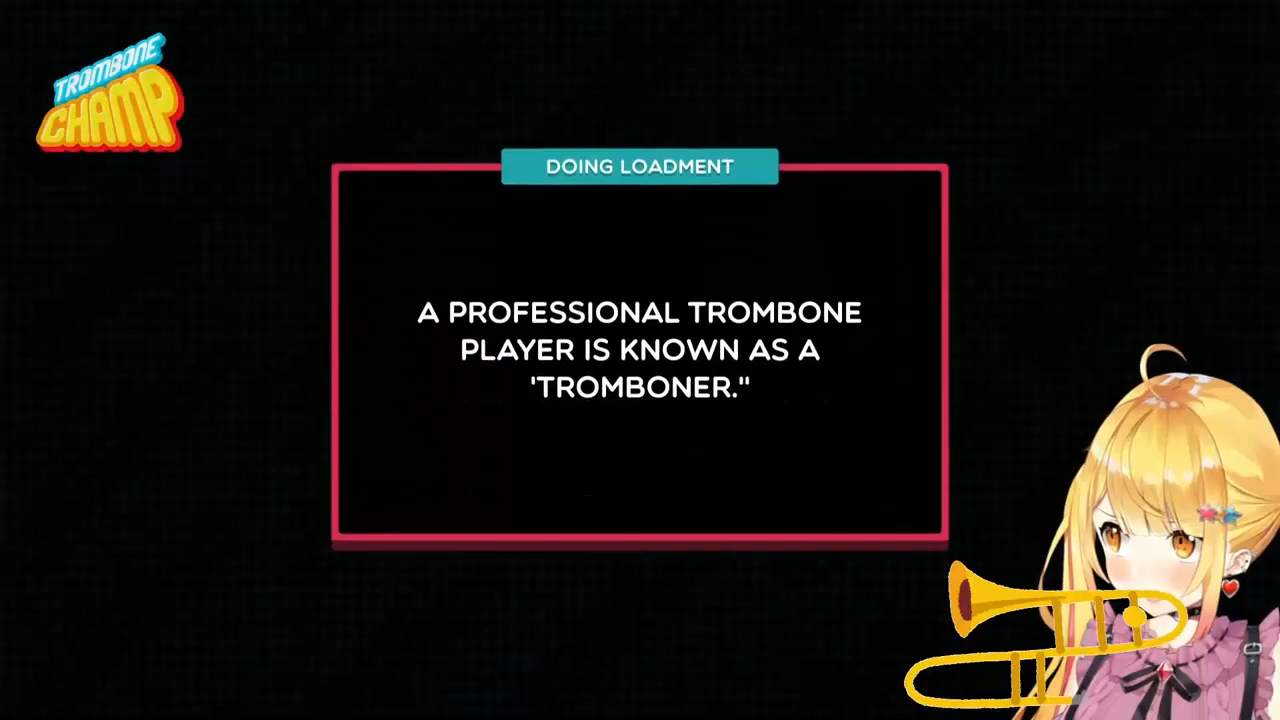 TROMBONE
CHAMP
DOING LOADMENT
A PROFESSIONAL TROMBONE
PLAYER IS KNOWN AS A
'TROMBONER."